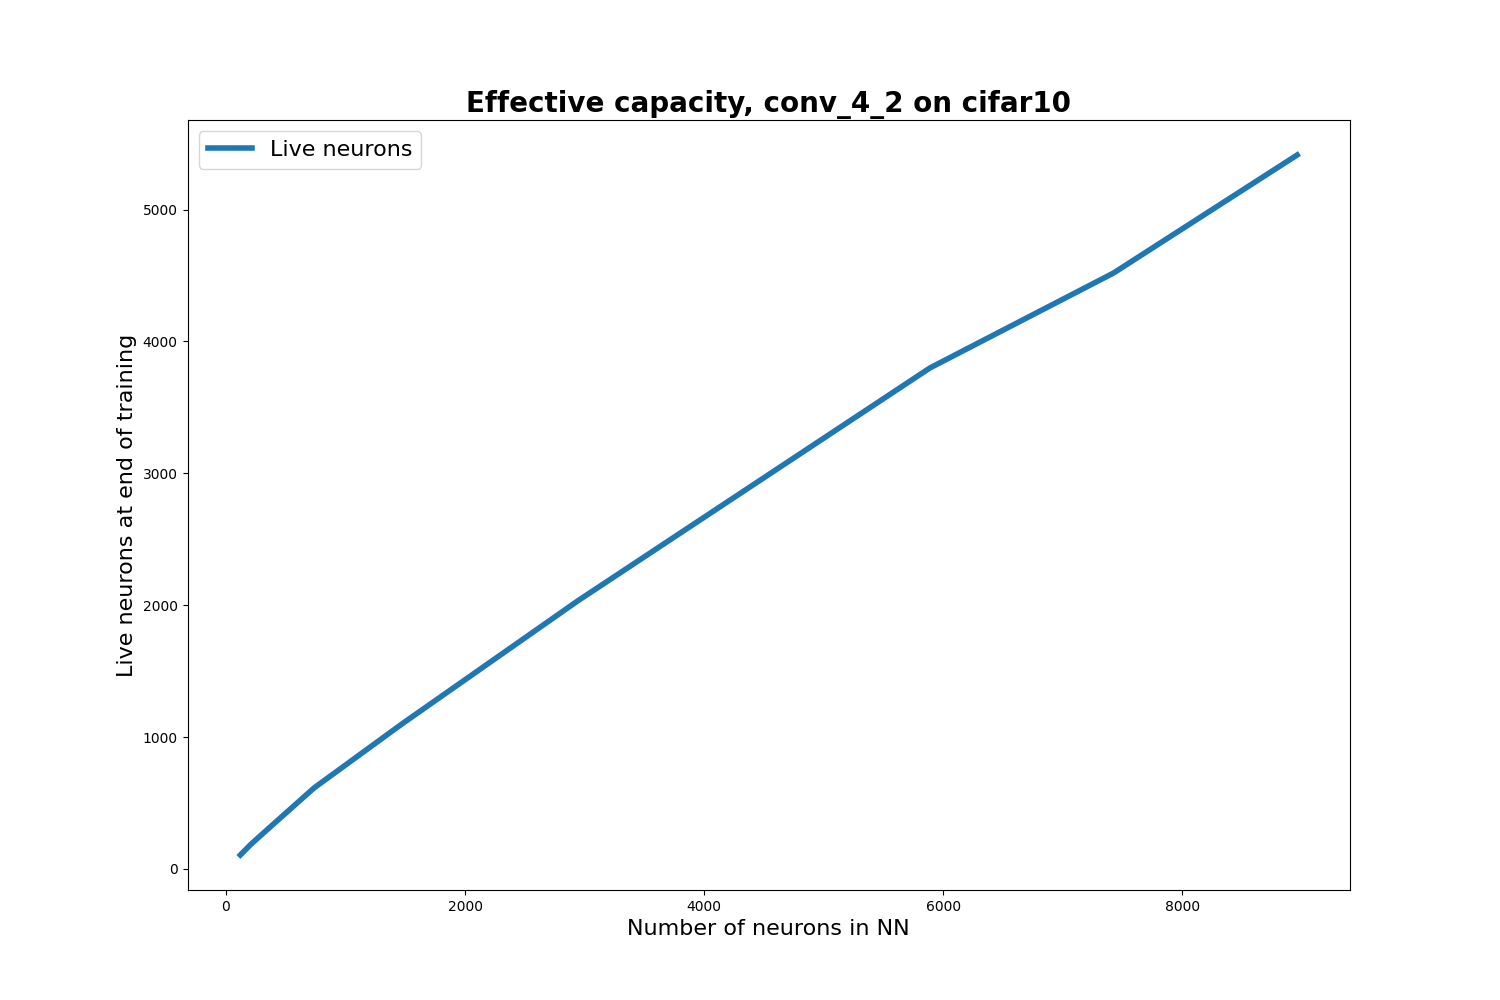 Effective capacity, conv_4_2 on cifar10
Live neurons
5000
4000
3000
2000
1000
0
Live neurons at end of training
0 2000 4000 6000 8000
Number of neurons in NN